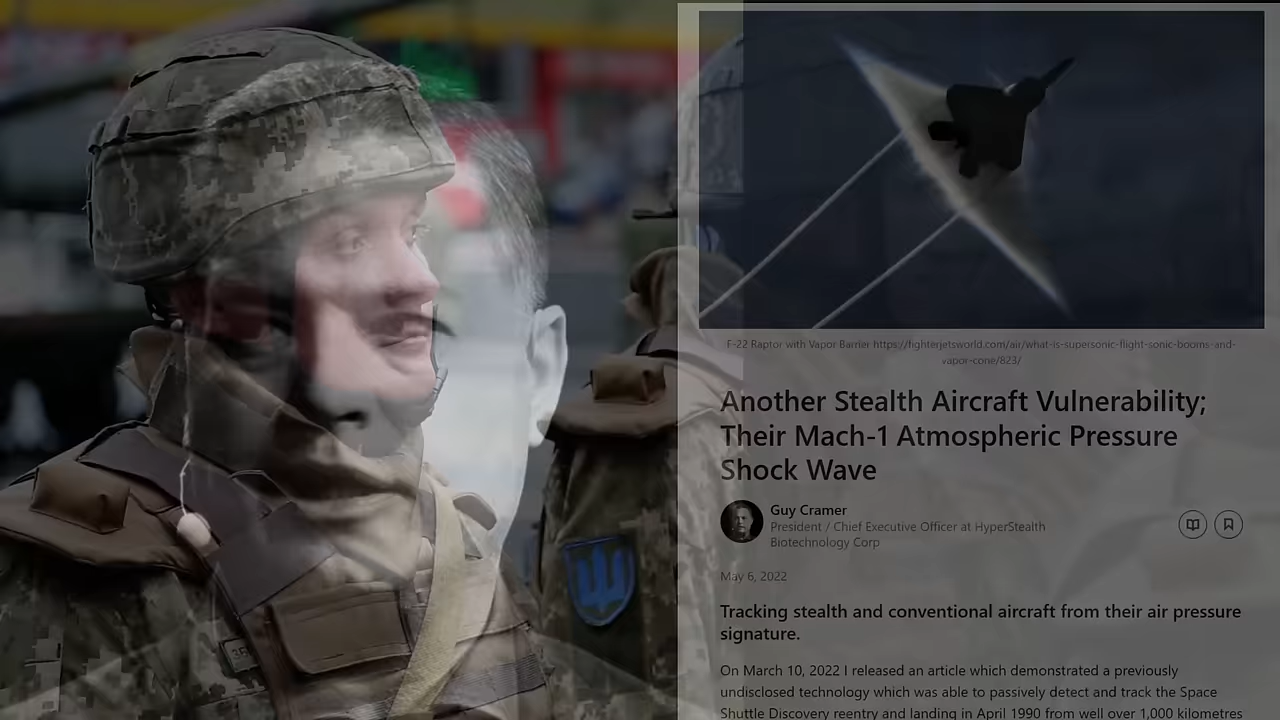 F-22 Raptor with Vapor Barrier https://fighterjetsworld.com/air/what-is-supersonic-flight-sonic-booms-and-
vapor-cone/823/
Another Stealth Aircraft Vulnerability;
Their Mach-1 Atmospheric Pressure
Shock Wave
Guy Cramer
President / Chief Executive Officer at HyperStealth
Biotechnology Corp
May 6, 2022
Tracking stealth and conventional aircraft from their air pressure
signature.
On March 10, 2022 I released an article which demonstrated a previously
undisclosed technology which was able to passively detect and track the Space
Shuttle Discovery reentry and landing in April 1990 from well over 1,000 kilometres